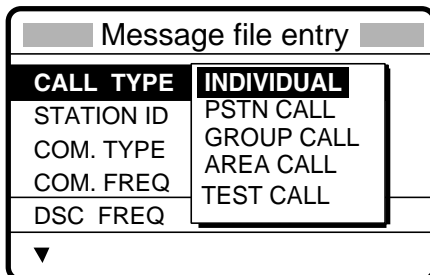 Message file entry
CALL TYPE
INDIVIDUAL
STATION ID
PSTN CALL
COM. TYPE
GROUP CALL
COM. FREQ
AREA CALL
DSC FREQ
TEST CALL
▼